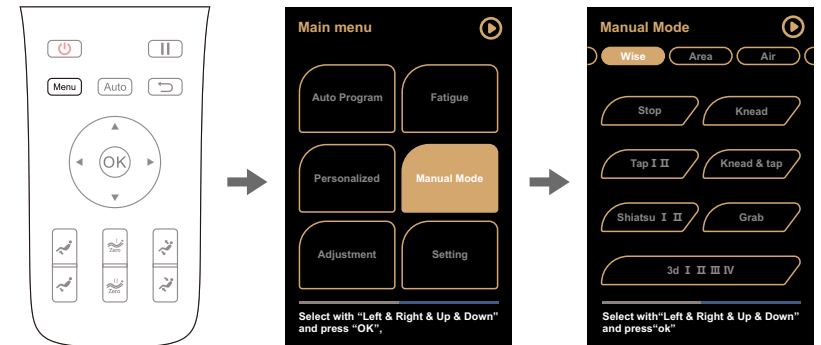 Menu
Auto
OK
Zero
Zero
Main menu
Auto Program
Fatigue
Personalized
Manual Mode
Adjustment
Setting
Select with “Left & Right & Up & Down”
and press “OK”,
Manual Mode
Wise
Area
Air
Stop
Knead
Tap I II
Knead & tap
Shiatsu I II
Grab
3d I II III IV
Select with“Left & Right & Up & Down”
and press“ok”